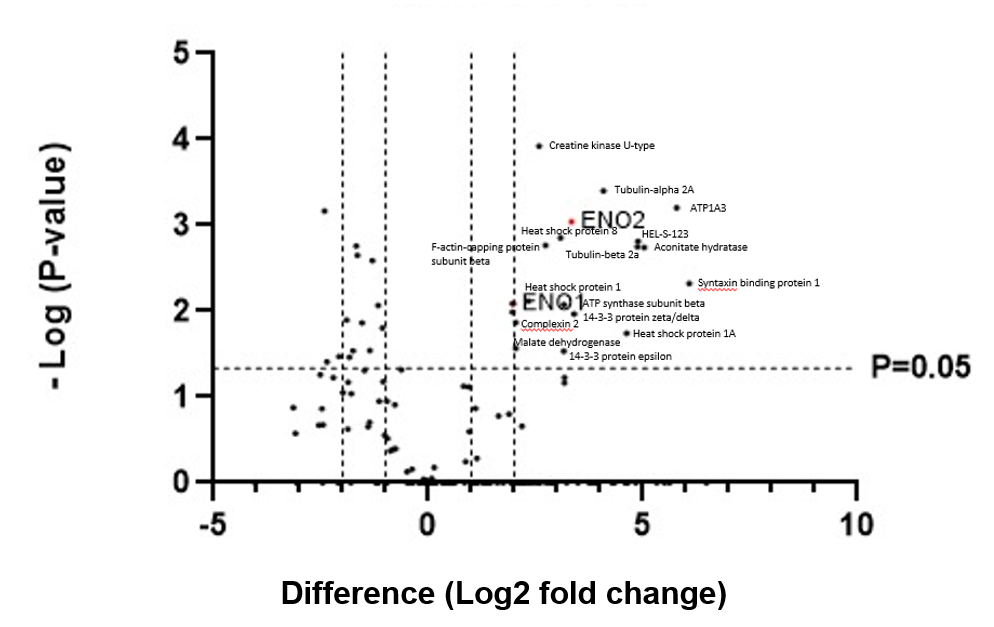 5
4
3
2
1
0
-5
0
5
10
- Log (P-value)
Difference (Log2 fold change)
P=0.05
Creatine kinase U-type
Tubulin-alpha 2A
ATP1A3
ENO2
Heat shock protein 8
HEL-S-123
F-actin-capping protein
subunit beta
Tubulin-beta 2a
Aconitate hydratase
Syntaxin binding protein 1
Heat shock protein 1
ENO1
ATP synthase subunit beta
14-3-3 protein zeta/delta
Complexin 2
Heat shock protein 1A
Malate dehydrogenase
14-3-3 protein epsilon